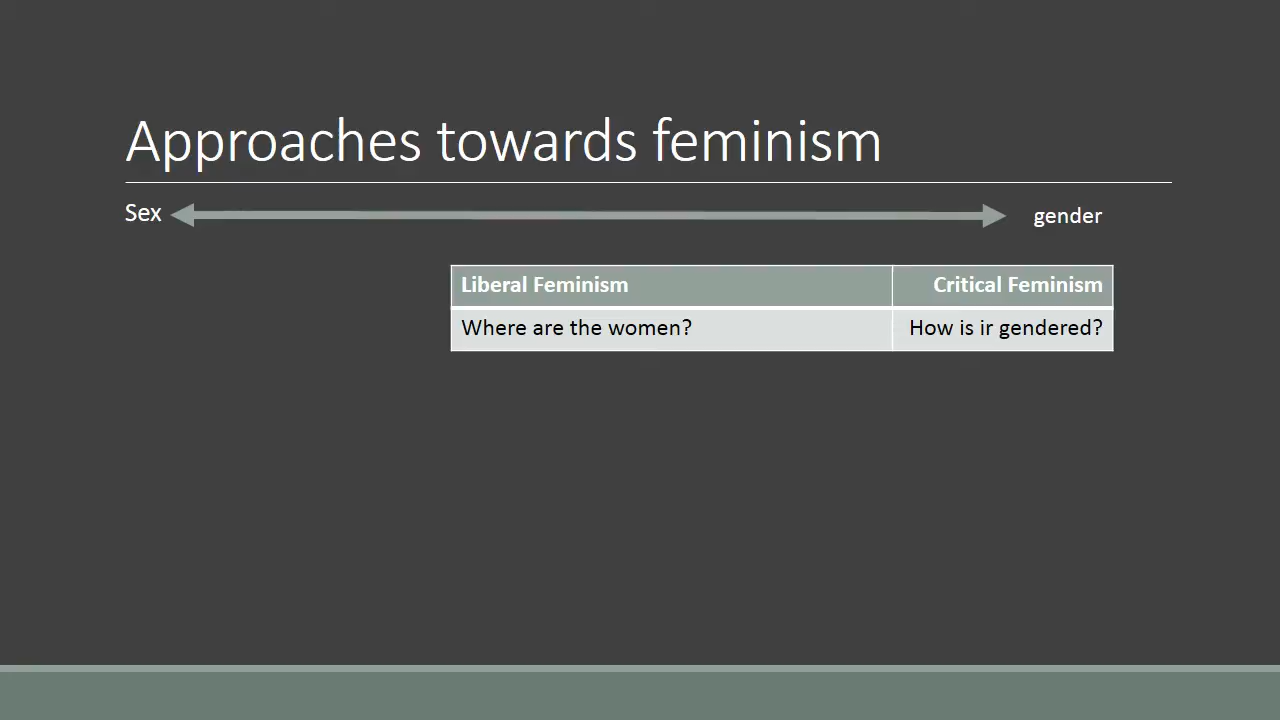 Approaches towards feminism
Sex
gender
Liberal Feminism
Critical Feminism
Where are the women?
How is ir gendered?